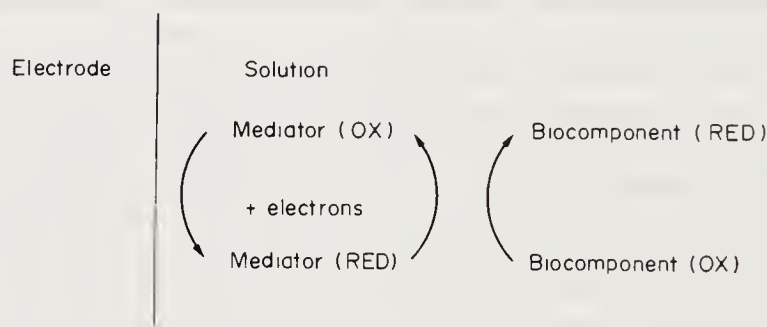 Electrode Solution
Mediator (OX) Biocomponent (RED)
+ electrons
Mediator (RED) Biocomponent (OX)